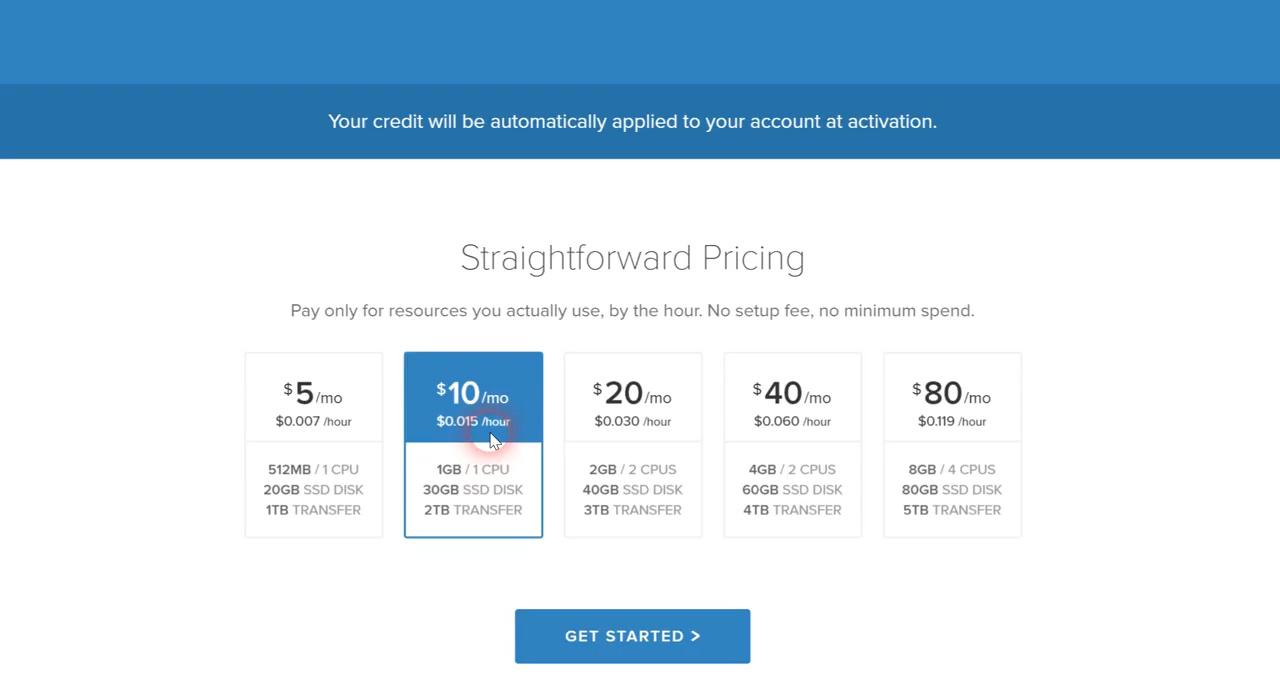 Your credit will be automatically applied to your account at activation.
Straightforward Pricing
Pay only for resources you actually use, by the hour. No setup fee, no minimum spend.
$5/mo
$0.007 /hour
512MB / 1 CPU
20GB SSD DISK
1TB TRANSFER
$10/mo
$0.015 /hour
1GB / 1 CPU
30GB SSD DISK
2TB TRANSFER
$20/mo
$0.030 /hour
2GB / 2 CPUS
40GB SSD DISK
3TB TRANSFER
$40/mo
$0.060 /hour
4GB / 2 CPUS
60GB SSD DISK
4TB TRANSFER
$80/mo
$0.119 /hour
8GB / 4 CPUS
80GB SSD DISK
5TB TRANSFER
GET STARTED >